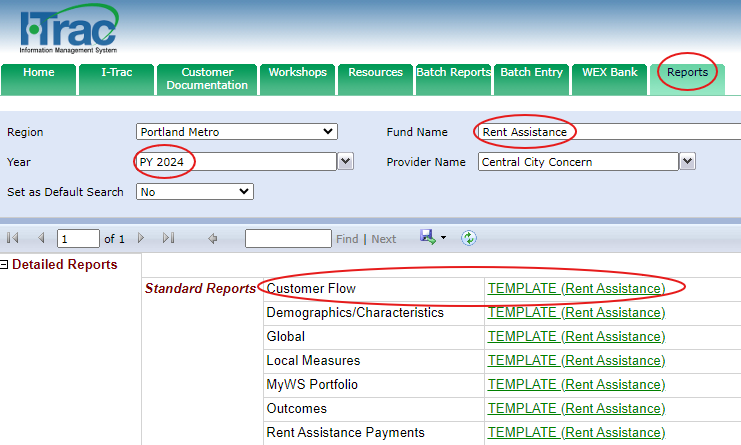 I-Trac
Information Management System
Home I-Trac Customer Documentation Workshops Resources Batch Reports Batch Entry WEX Bank Reports
Region Portland Metro Fund Name Rent Assistance
Year PY 2024 Provider Name Central City Concern
Set as Default Search No
1 of 1 Find | Next
Detailed Reports
Standard Reports Customer Flow TEMPLATE (Rent Assistance)
Demographics/Characteristics TEMPLATE (Rent Assistance)
Global TEMPLATE (Rent Assistance)
Local Measures TEMPLATE (Rent Assistance)
MyWS Portfolio TEMPLATE (Rent Assistance)
Outcomes TEMPLATE (Rent Assistance)
Rent Assistance Payments TEMPLATE (Rent Assistance)